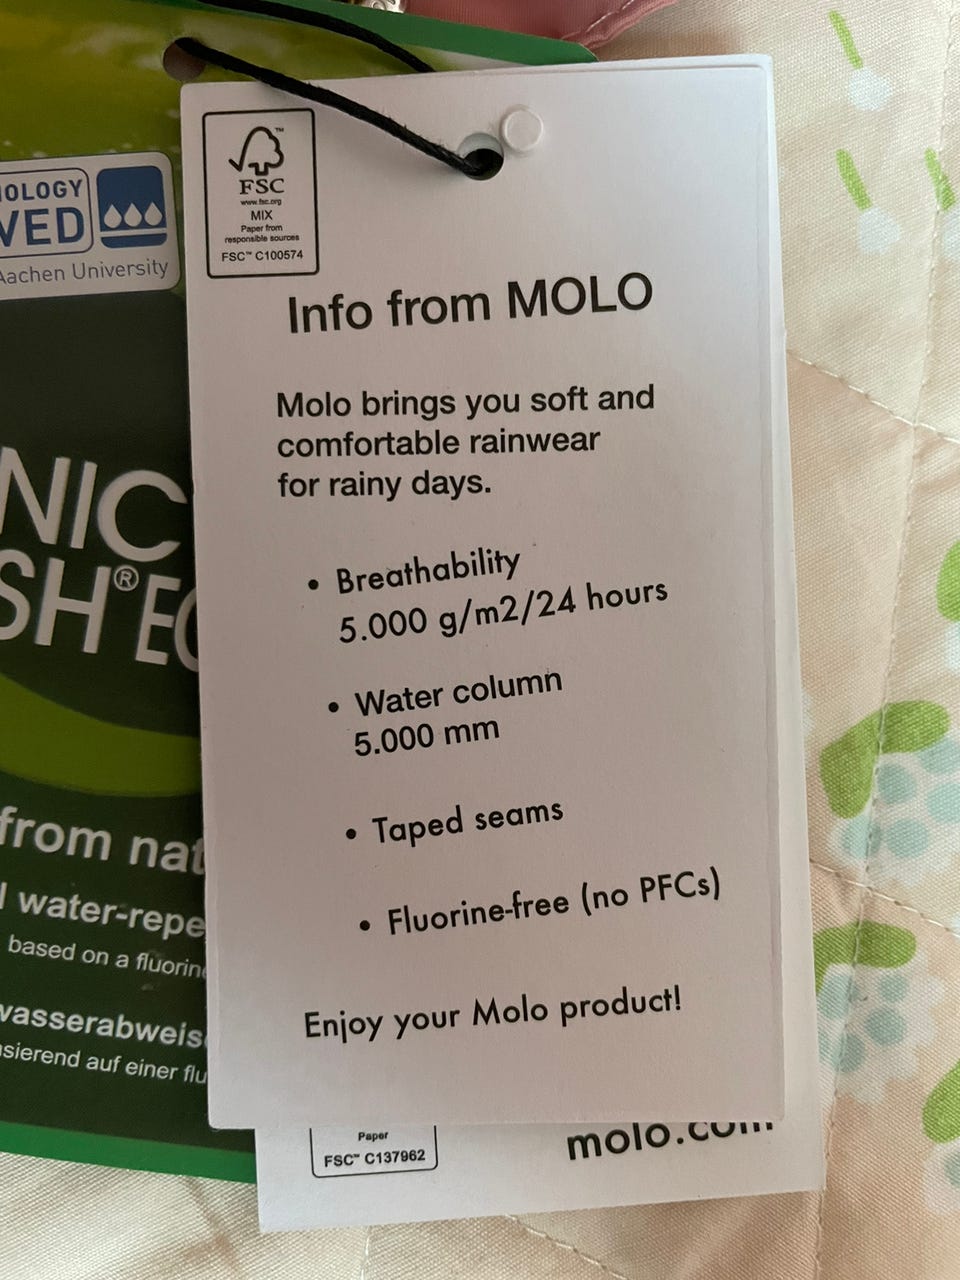 FSC
www.fsc.org
MIX
Paper from
responsible sources
FSC™ C100574
Info from MOLO
Molo brings you soft and
comfortable rainwear
for rainy days.
• Breathability
5.000 g/m2/24 hours
• Water column
5.000 mm
• Taped seams
• Fluorine-free (no PFCs)
Enjoy your Molo product!
Paper
FSC™ C137962
molo.com
OLOGY
VED
Aachen University
NIC
SH® EC
from nat
water-repe
based on a fluorin
wasserabweis
sierend auf einer flu